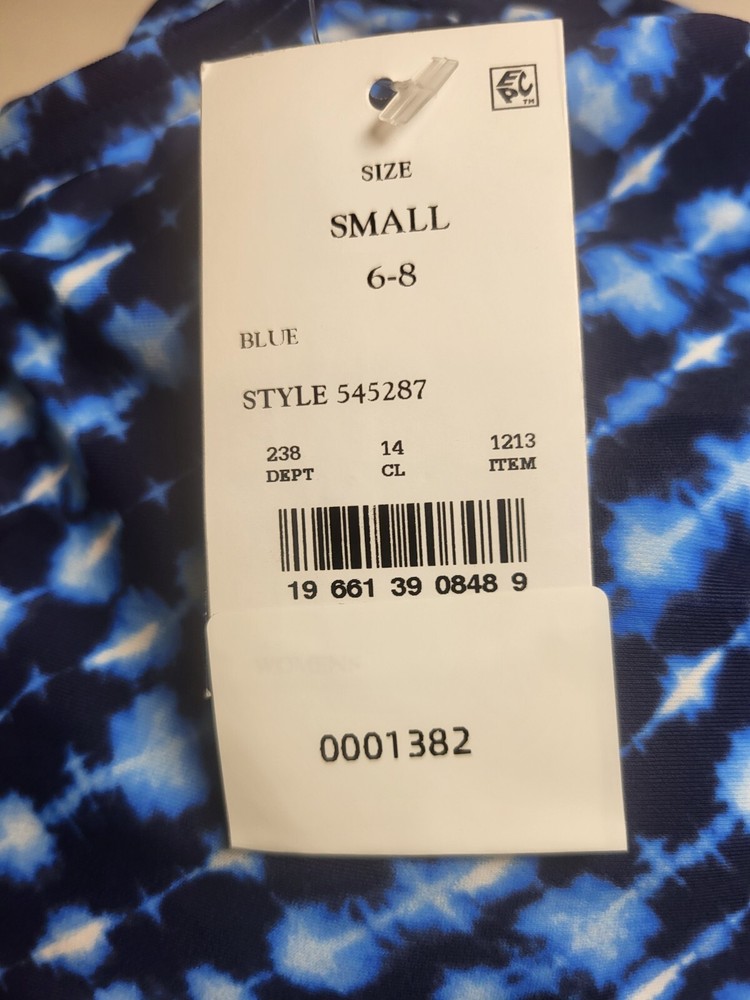 EPC
TM
SIZE
SMALL
6-8
BLUE
STYLE 545287
238 14 1213
DEPT CL ITEM
19 661 39 0848 9
0001382